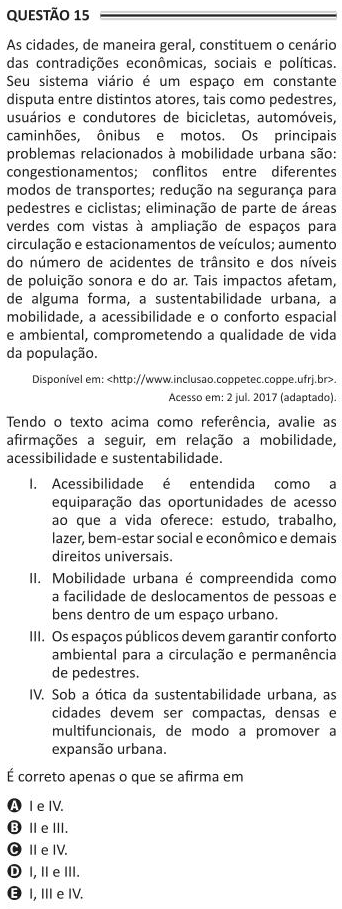 QUESTÃO 15
As cidades, de maneira geral, constituem o cenário
das contradições econômicas, sociais e políticas.
Seu sistema viário é um espaço em constante
disputa entre distintos atores, tais como pedestres,
usuários e condutores de bicicletas, automóveis,
caminhões, ônibus e motos. Os principais
problemas relacionados à mobilidade urbana são:
congestionamentos; conflitos entre diferentes
modos de transportes; redução na segurança para
pedestres e ciclistas; eliminação de parte de áreas
verdes com vistas à ampliação de espaços para
circulação e estacionamentos de veículos; aumento
do número de acidentes de trânsito e dos níveis
de poluição sonora e do ar. Tais impactos afetam,
de alguma forma, a sustentabilidade urbana, a
mobilidade, a acessibilidade e o conforto espacial
e ambiental, comprometendo a qualidade de vida
da população.
Disponível em: <http://www.inclusao.coppetec.coppe.ufrj.br>.
Acesso em: 2 jul. 2017 (adaptado).
Tendo o texto acima como referência, avalie as
afirmações a seguir, em relação a mobilidade,
acessibilidade e sustentabilidade.
I. Acessibilidade é entendida como a
equiparação das oportunidades de acesso
ao que a vida oferece: estudo, trabalho,
lazer, bem-estar social e econômico e demais
direitos universais.
II. Mobilidade urbana é compreendida como
a facilidade de deslocamentos de pessoas e
bens dentro de um espaço urbano.
III. Os espaços públicos devem garantir conforto
ambiental para a circulação e permanência
de pedestres.
IV. Sob a ótica da sustentabilidade urbana, as
cidades devem ser compactas, densas e
multifuncionais, de modo a promover a
expansão urbana.
É correto apenas o que se afirma em
A I e IV.
B II e III.
C II e IV.
D I, II e III.
E I, III e IV.